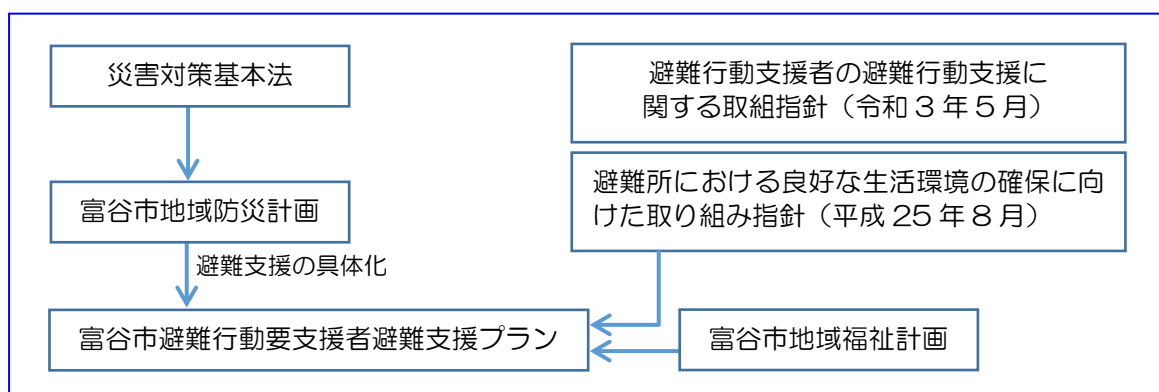 災害対策基本法
避難行動支援者の避難行動支援に
関する取組指針（令和３年５月）
避難所における良好な生活環境の確保に向
けた取り組み指針（平成 25 年８月）
富谷市地域防災計画
避難支援の具体化
富谷市避難行動要支援者避難支援プラン
富谷市地域福祉計画